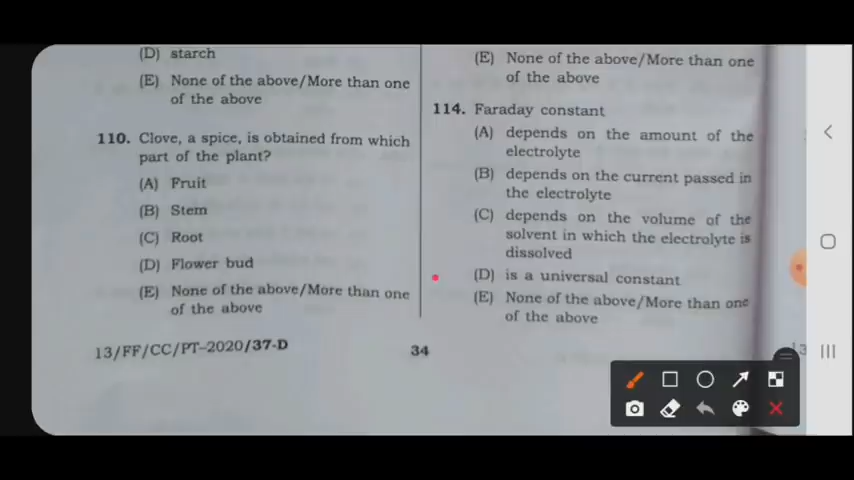 (D) starch
(E) None of the above/More than one
of the above
110. Clove, a spice, is obtained from which
part of the plant?
(A) Fruit
(B) Stem
(C) Root
(D) Flower bud
(E) None of the above/More than one
of the above
13/FF/CC/PT–2020/37-D
34
(E) None of the above/More than one
of the above
114. Faraday constant
(A) depends on the amount of the
electrolyte
(B) depends on the current passed in
the electrolyte
(C) depends on the volume of the
solvent in which the electrolyte is
dissolved
(D) is a universal constant
(E) None of the above/More than one
of the above
13